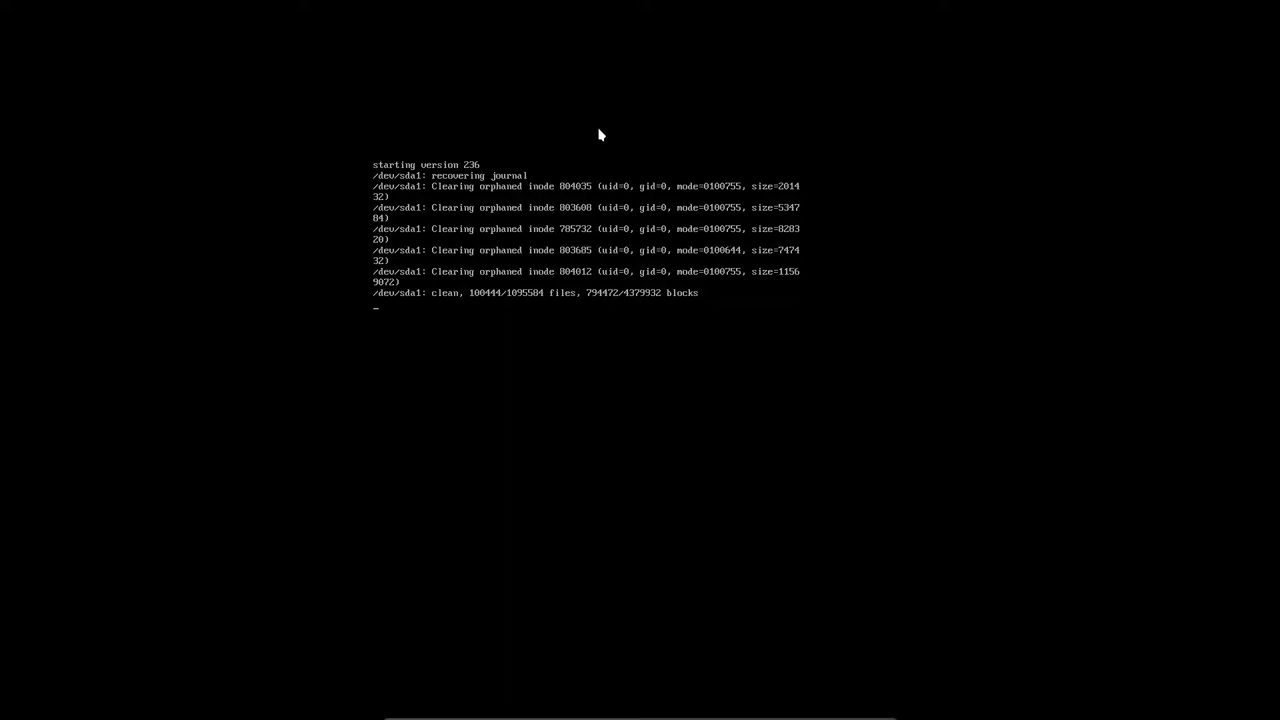 starting version 236
/dev/sda1: recovering journal
/dev/sda1: Clearing orphaned inode 804035 (uid=0, gid=0, mode=0100755, size=2014
32)
/dev/sda1: Clearing orphaned inode 803608 (uid=0, gid=0, mode=0100755, size=5347
84)
/dev/sda1: Clearing orphaned inode 785732 (uid=0, gid=0, mode=0100755, size=8283
20)
/dev/sda1: Clearing orphaned inode 803685 (uid=0, gid=0, mode=0100644, size=7474
32)
/dev/sda1: Clearing orphaned inode 804012 (uid=0, gid=0, mode=0100755, size=1156
9072)
/dev/sda1: clean, 100444/1095584 files, 794472/4379932 blocks
_